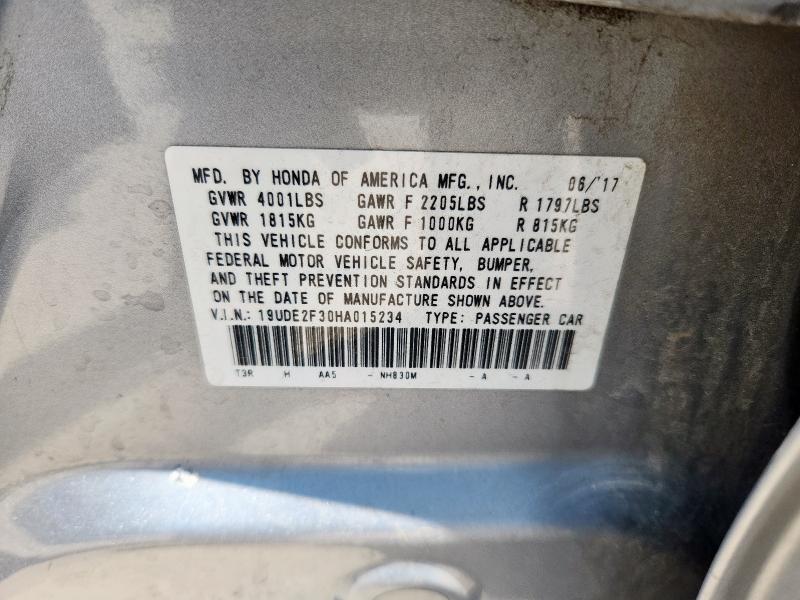 MFD. BY HONDA OF AMERICA MFG., INC. 06/'17
GVWR 4001LBS GAWR F 2205LBS R 1797LBS
GVWR 1815KG GAWR F 1000KG R 815KG
THIS VEHICLE CONFORMS TO ALL APPLICABLE
FEDERAL MOTOR VEHICLE SAFETY, BUMPER,
AND THEFT PREVENTION STANDARDS IN EFFECT
ON THE DATE OF MANUFACTURE SHOWN ABOVE.
V.I.N.: 19UDE2F30HA015234 TYPE: PASSENGER CAR
T3R H AA5 - NH830M - A - A